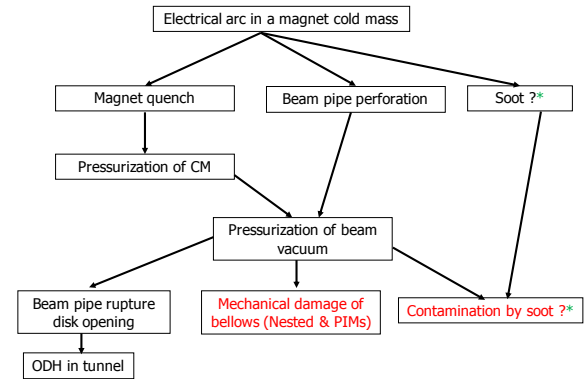 Electrical arc in a magnet cold mass
Magnet quench
Beam pipe perforation
Soot ?*
Pressurization of CM
Pressurization of beam
vacuum
Beam pipe rupture
disk opening
Mechanical damage of
bellows (Nested & PIMs)
Contamination by soot ?*
ODH in tunnel